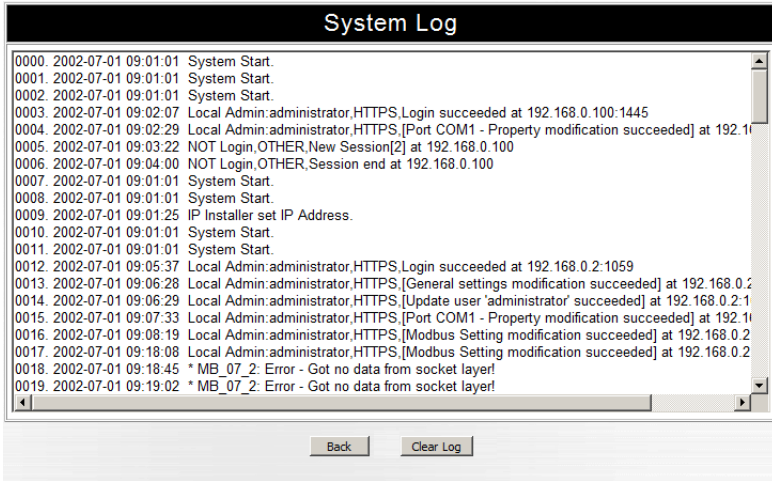 System Log
0000. 2002-07-01 09:01:01 System Start.
0001. 2002-07-01 09:01:01 System Start.
0002. 2002-07-01 09:01:01 System Start.
0003. 2002-07-01 09:02:07 Local Admin:administrator,HTTPS,Login succeeded at 192.168.0.100:1445
0004. 2002-07-01 09:02:29 Local Admin:administrator,HTTPS,[Port COM1 - Property modification succeeded] at 192.1
0005. 2002-07-01 09:03:22 NOT Login,OTHER,New Session[2] at 192.168.0.100
0006. 2002-07-01 09:04:00 NOT Login,OTHER,Session end at 192.168.0.100
0007. 2002-07-01 09:01:01 System Start.
0008. 2002-07-01 09:01:01 System Start.
0009. 2002-07-01 09:01:25 IP Installer set IP Address.
0010. 2002-07-01 09:01:01 System Start.
0011. 2002-07-01 09:01:01 System Start.
0012. 2002-07-01 09:05:37 Local Admin:administrator,HTTPS,Login succeeded at 192.168.0.2:1059
0013. 2002-07-01 09:06:28 Local Admin:administrator,HTTPS,[General settings modification succeeded] at 192.168.0.2
0014. 2002-07-01 09:06:29 Local Admin:administrator,HTTPS,[Update user 'administrator' succeeded] at 192.168.0.2:1
0015. 2002-07-01 09:07:33 Local Admin:administrator,HTTPS,[Port COM1 - Property modification succeeded] at 192.1
0016. 2002-07-01 09:08:19 Local Admin:administrator,HTTPS,[Modbus Setting modification succeeded] at 192.168.0.2
0017. 2002-07-01 09:18:08 Local Admin:administrator,HTTPS,[Modbus Setting modification succeeded] at 192.168.0.2
0018. 2002-07-01 09:18:45 * MB_07_2: Error - Got no data from socket layer!
0019. 2002-07-01 09:19:02 * MB_07_2: Error - Got no data from socket layer!
Back Clear Log